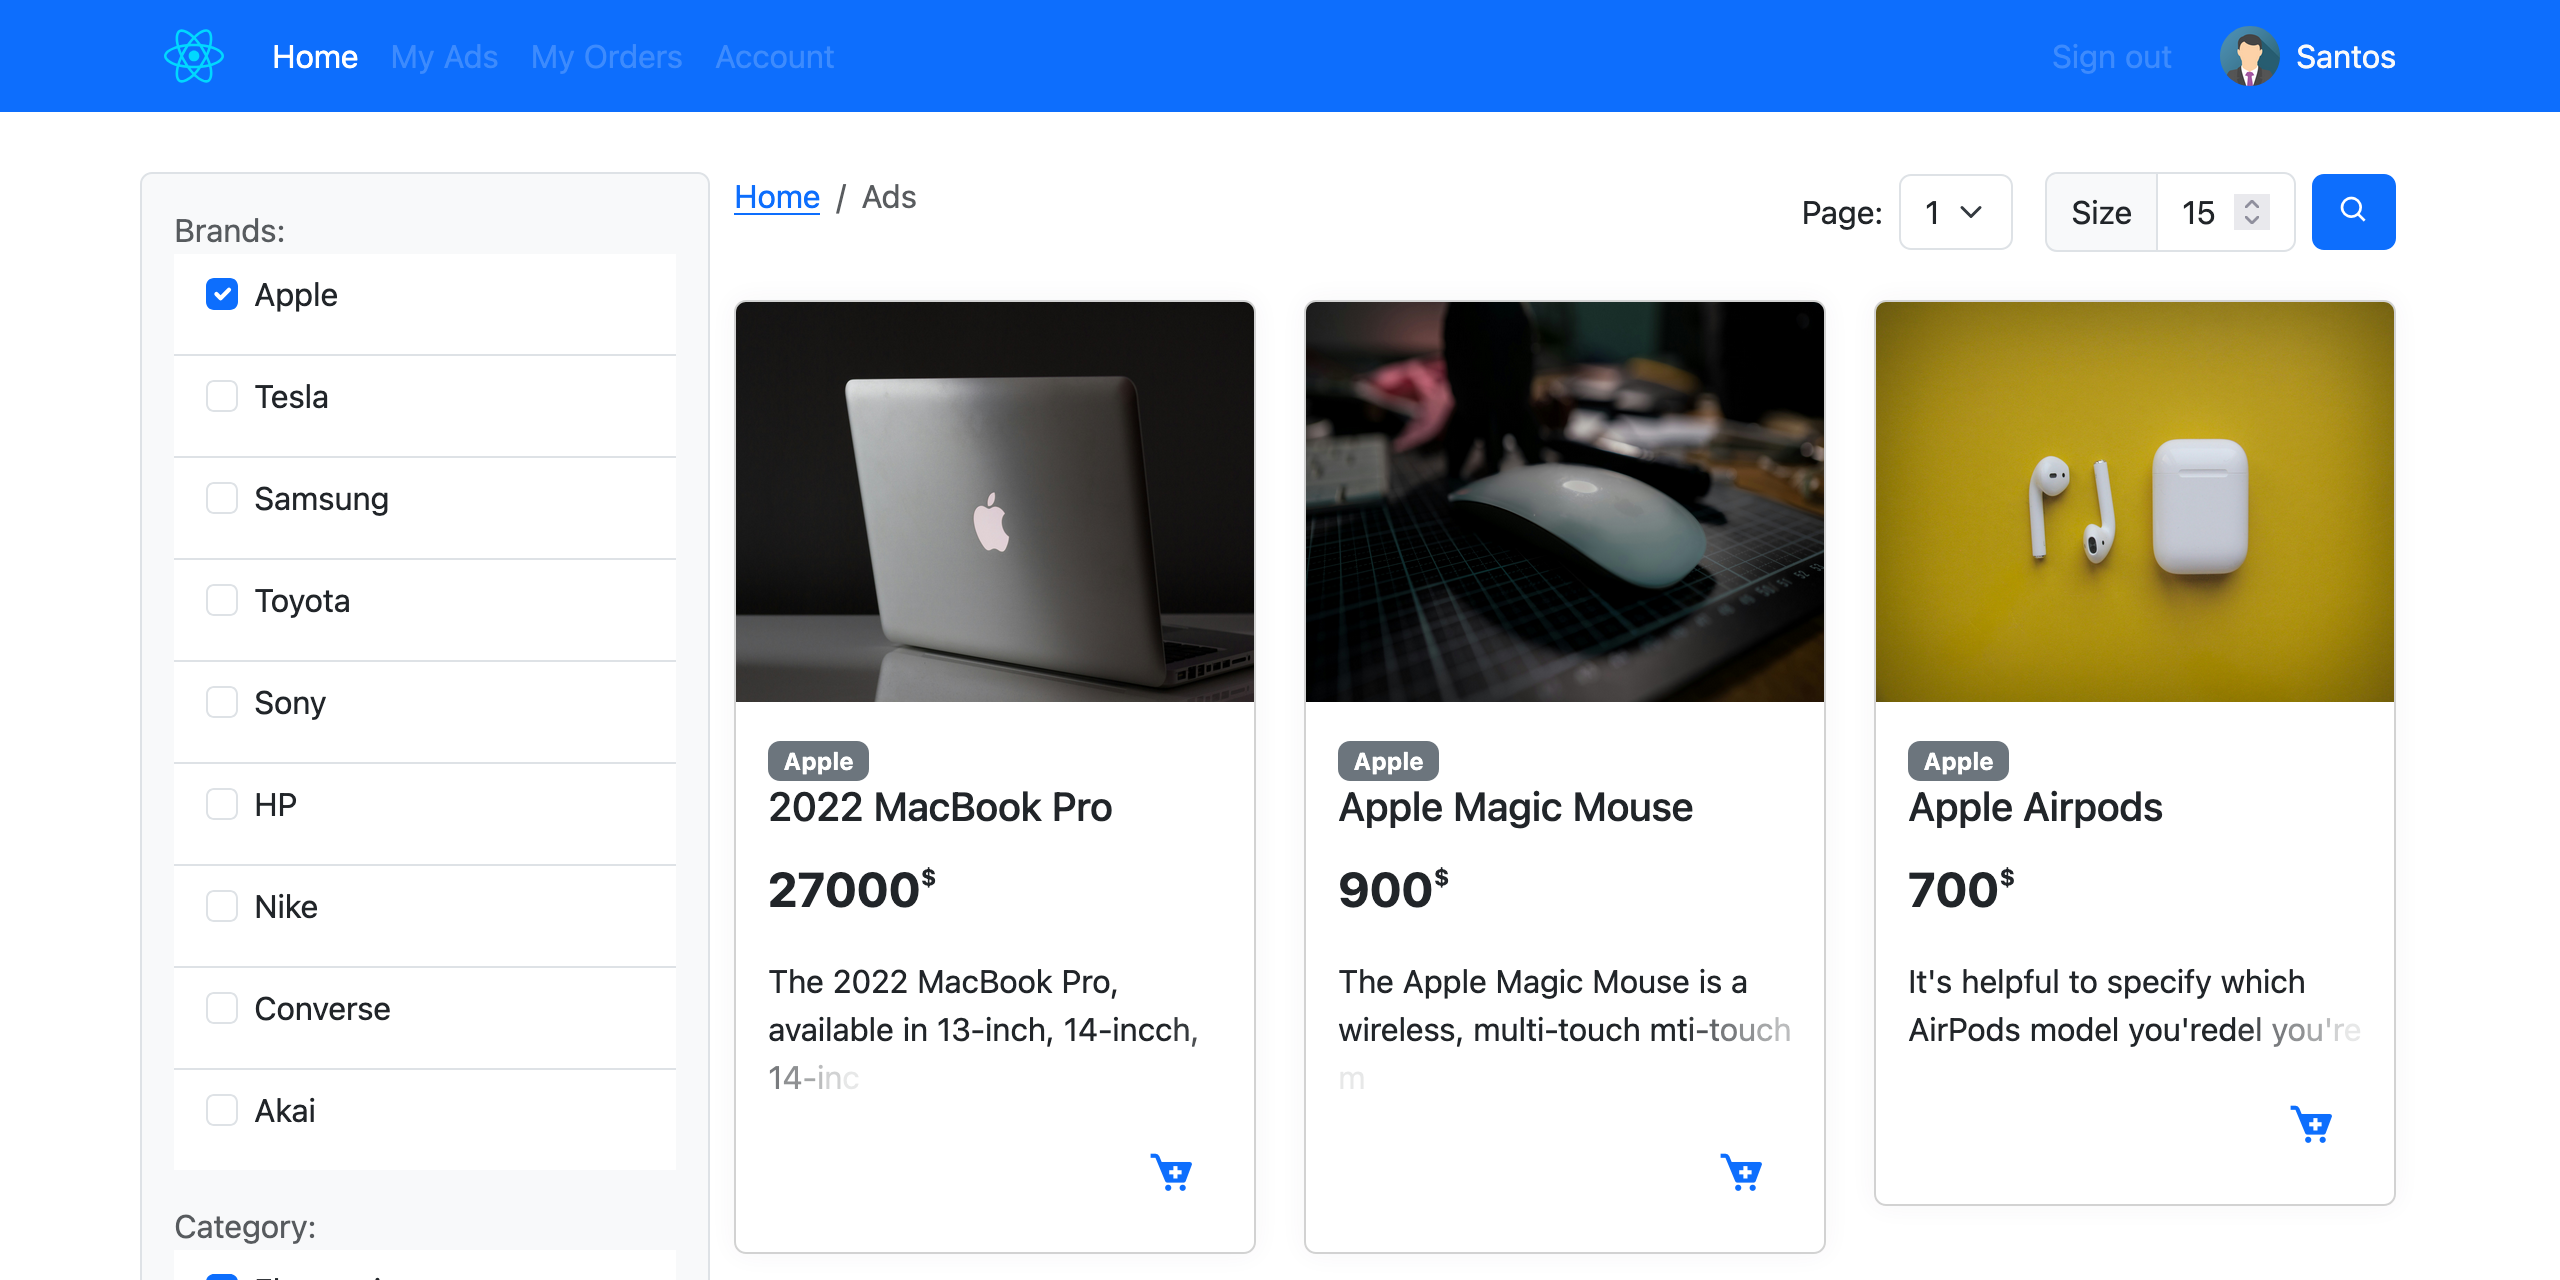 Home My Ads My Orders Account Sign out Santos
Brands:
Apple
Tesla
Samsung
Toyota
Sony
HP
Nike
Converse
Akai
Category:
Home / Ads
Page: 1 Size 15
Apple
2022 MacBook Pro
27000$
The 2022 MacBook Pro,
available in 13-inch, 14-incch,
14-inc
Apple
Apple Magic Mouse
900$
The Apple Magic Mouse is a
wireless, multi-touch mti-touch
m
Apple
Apple Airpods
700$
It's helpful to specify which
AirPods model you'redel you're